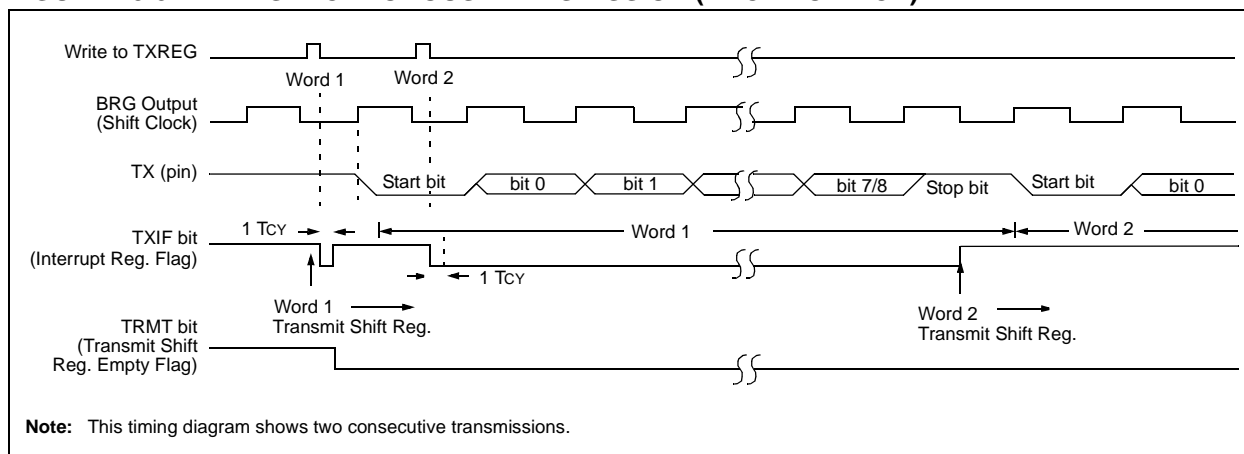 Write to TXREG
Word 1
Word 2
BRG Output
(Shift Clock)
TX (pin)
Start bit
bit 0
bit 1
bit 7/8
Stop bit
Start bit
bit 0
1 TCY
TXIF bit
(Interrupt Reg. Flag)
Word 1
Word 2
1 TCY
Word 1
Transmit Shift Reg.
Word 2
Transmit Shift Reg.
TRMT bit
(Transmit Shift
Reg. Empty Flag)
Note: This timing diagram shows two consecutive transmissions.